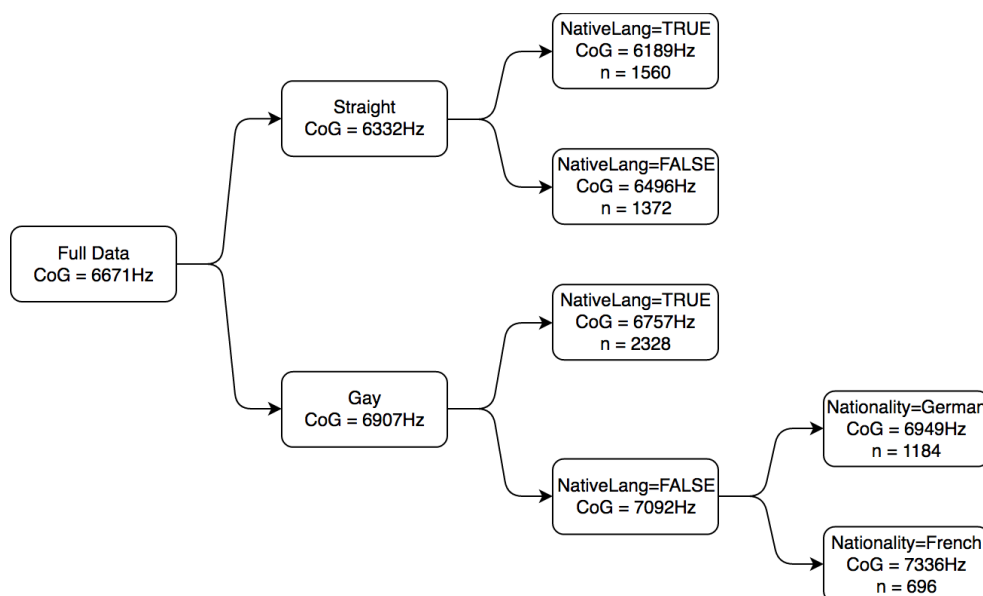 Full Data
CoG = 6671Hz
Straight
CoG = 6332Hz
NativeLang=TRUE
CoG = 6189Hz
n = 1560
NativeLang=FALSE
CoG = 6496Hz
n = 1372
Gay
CoG = 6907Hz
NativeLang=TRUE
CoG = 6757Hz
n = 2328
NativeLang=FALSE
CoG = 7092Hz
Nationality=German
CoG = 6949Hz
n = 1184
Nationality=French
CoG = 7336Hz
n = 696